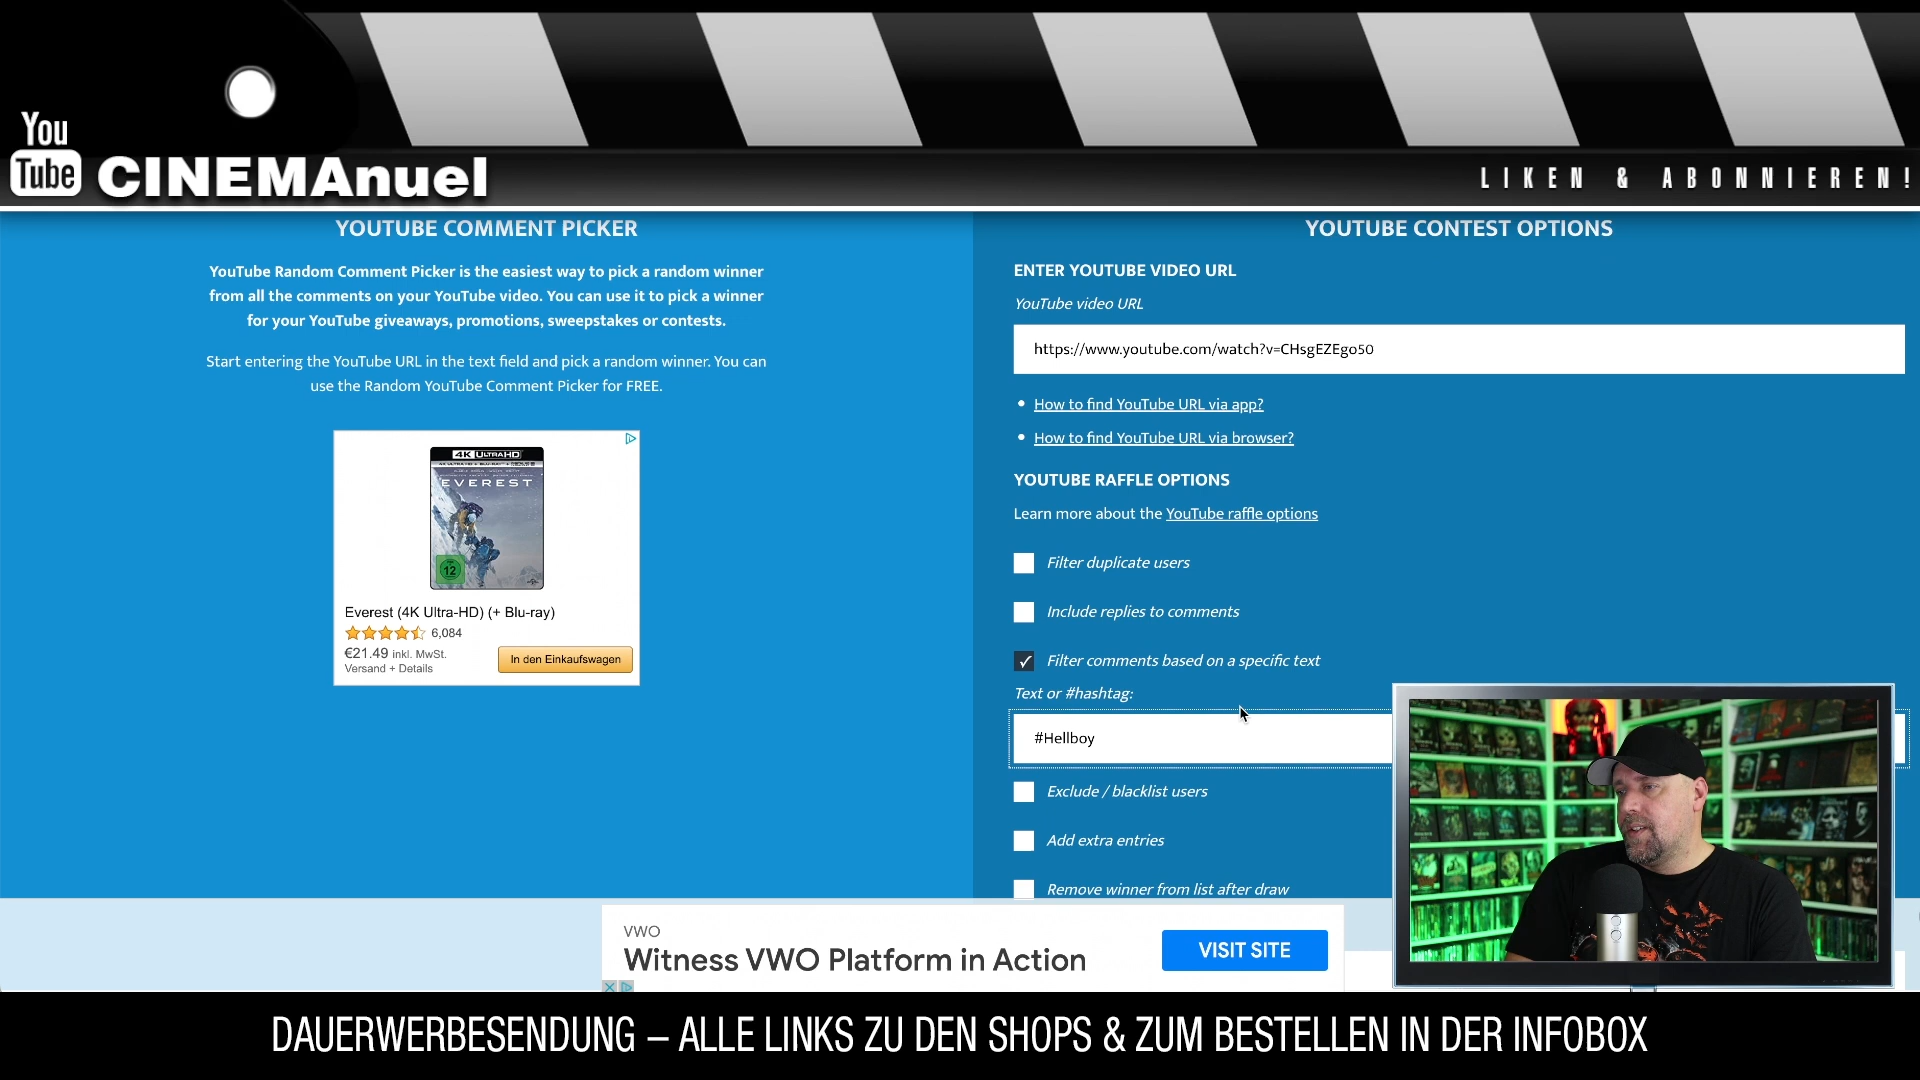 You
Tube
CINEMAnuel
LIKEN & ABONNIEREN!
YOUTUBE COMMENT PICKER
YouTube Random Comment Picker is the easiest way to pick a random winner
from all the comments on your YouTube video. You can use it to pick a winner
for your YouTube giveaways, promotions, sweepstakes or contests.
Start entering the YouTube URL in the text field and pick a random winner. You can
use the Random YouTube Comment Picker for FREE.
4K ULTRAHD
EVEREST
12
Everest (4K Ultra-HD) (+ Blu-ray)
6,084
€21.49 inkl. MwSt.
Versand + Details
In den Einkaufswagen
YOUTUBE CONTEST OPTIONS
ENTER YOUTUBE VIDEO URL
YouTube video URL
https://www.youtube.com/watch?v=CHsgEZEgo50
How to find YouTube URL via app?
How to find YouTube URL via browser?
YOUTUBE RAFFLE OPTIONS
Learn more about the YouTube raffle options
Filter duplicate users
Include replies to comments
Filter comments based on a specific text
Text or #hashtag:
#Hellboy
Exclude / blacklist users
Add extra entries
Remove winner from list after draw
VWO
Witness VWO Platform in Action
VISIT SITE
DAUERWERBESENDUNG – ALLE LINKS ZU DEN SHOPS & ZUM BESTELLEN IN DER INFOBOX